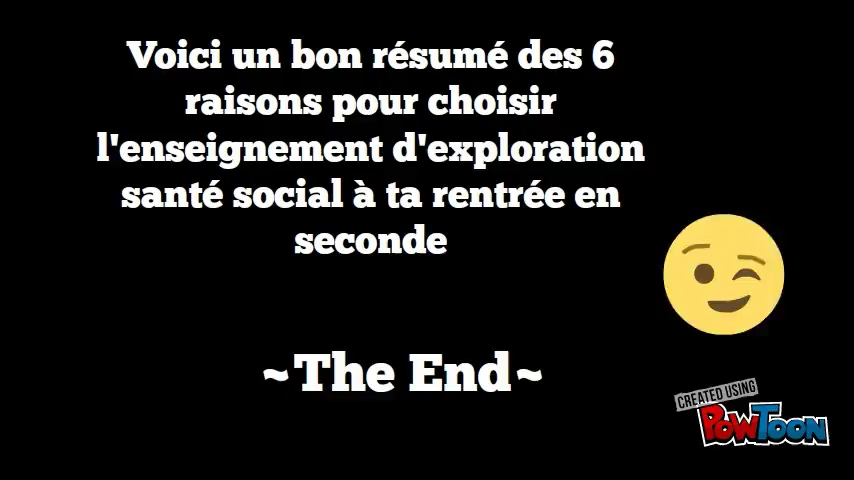 Voici un bon résumé des 6
raisons pour choisir
l'enseignement d'exploration
santé social à ta rentrée en
seconde
~The End~
CREATED USING
POWTOON